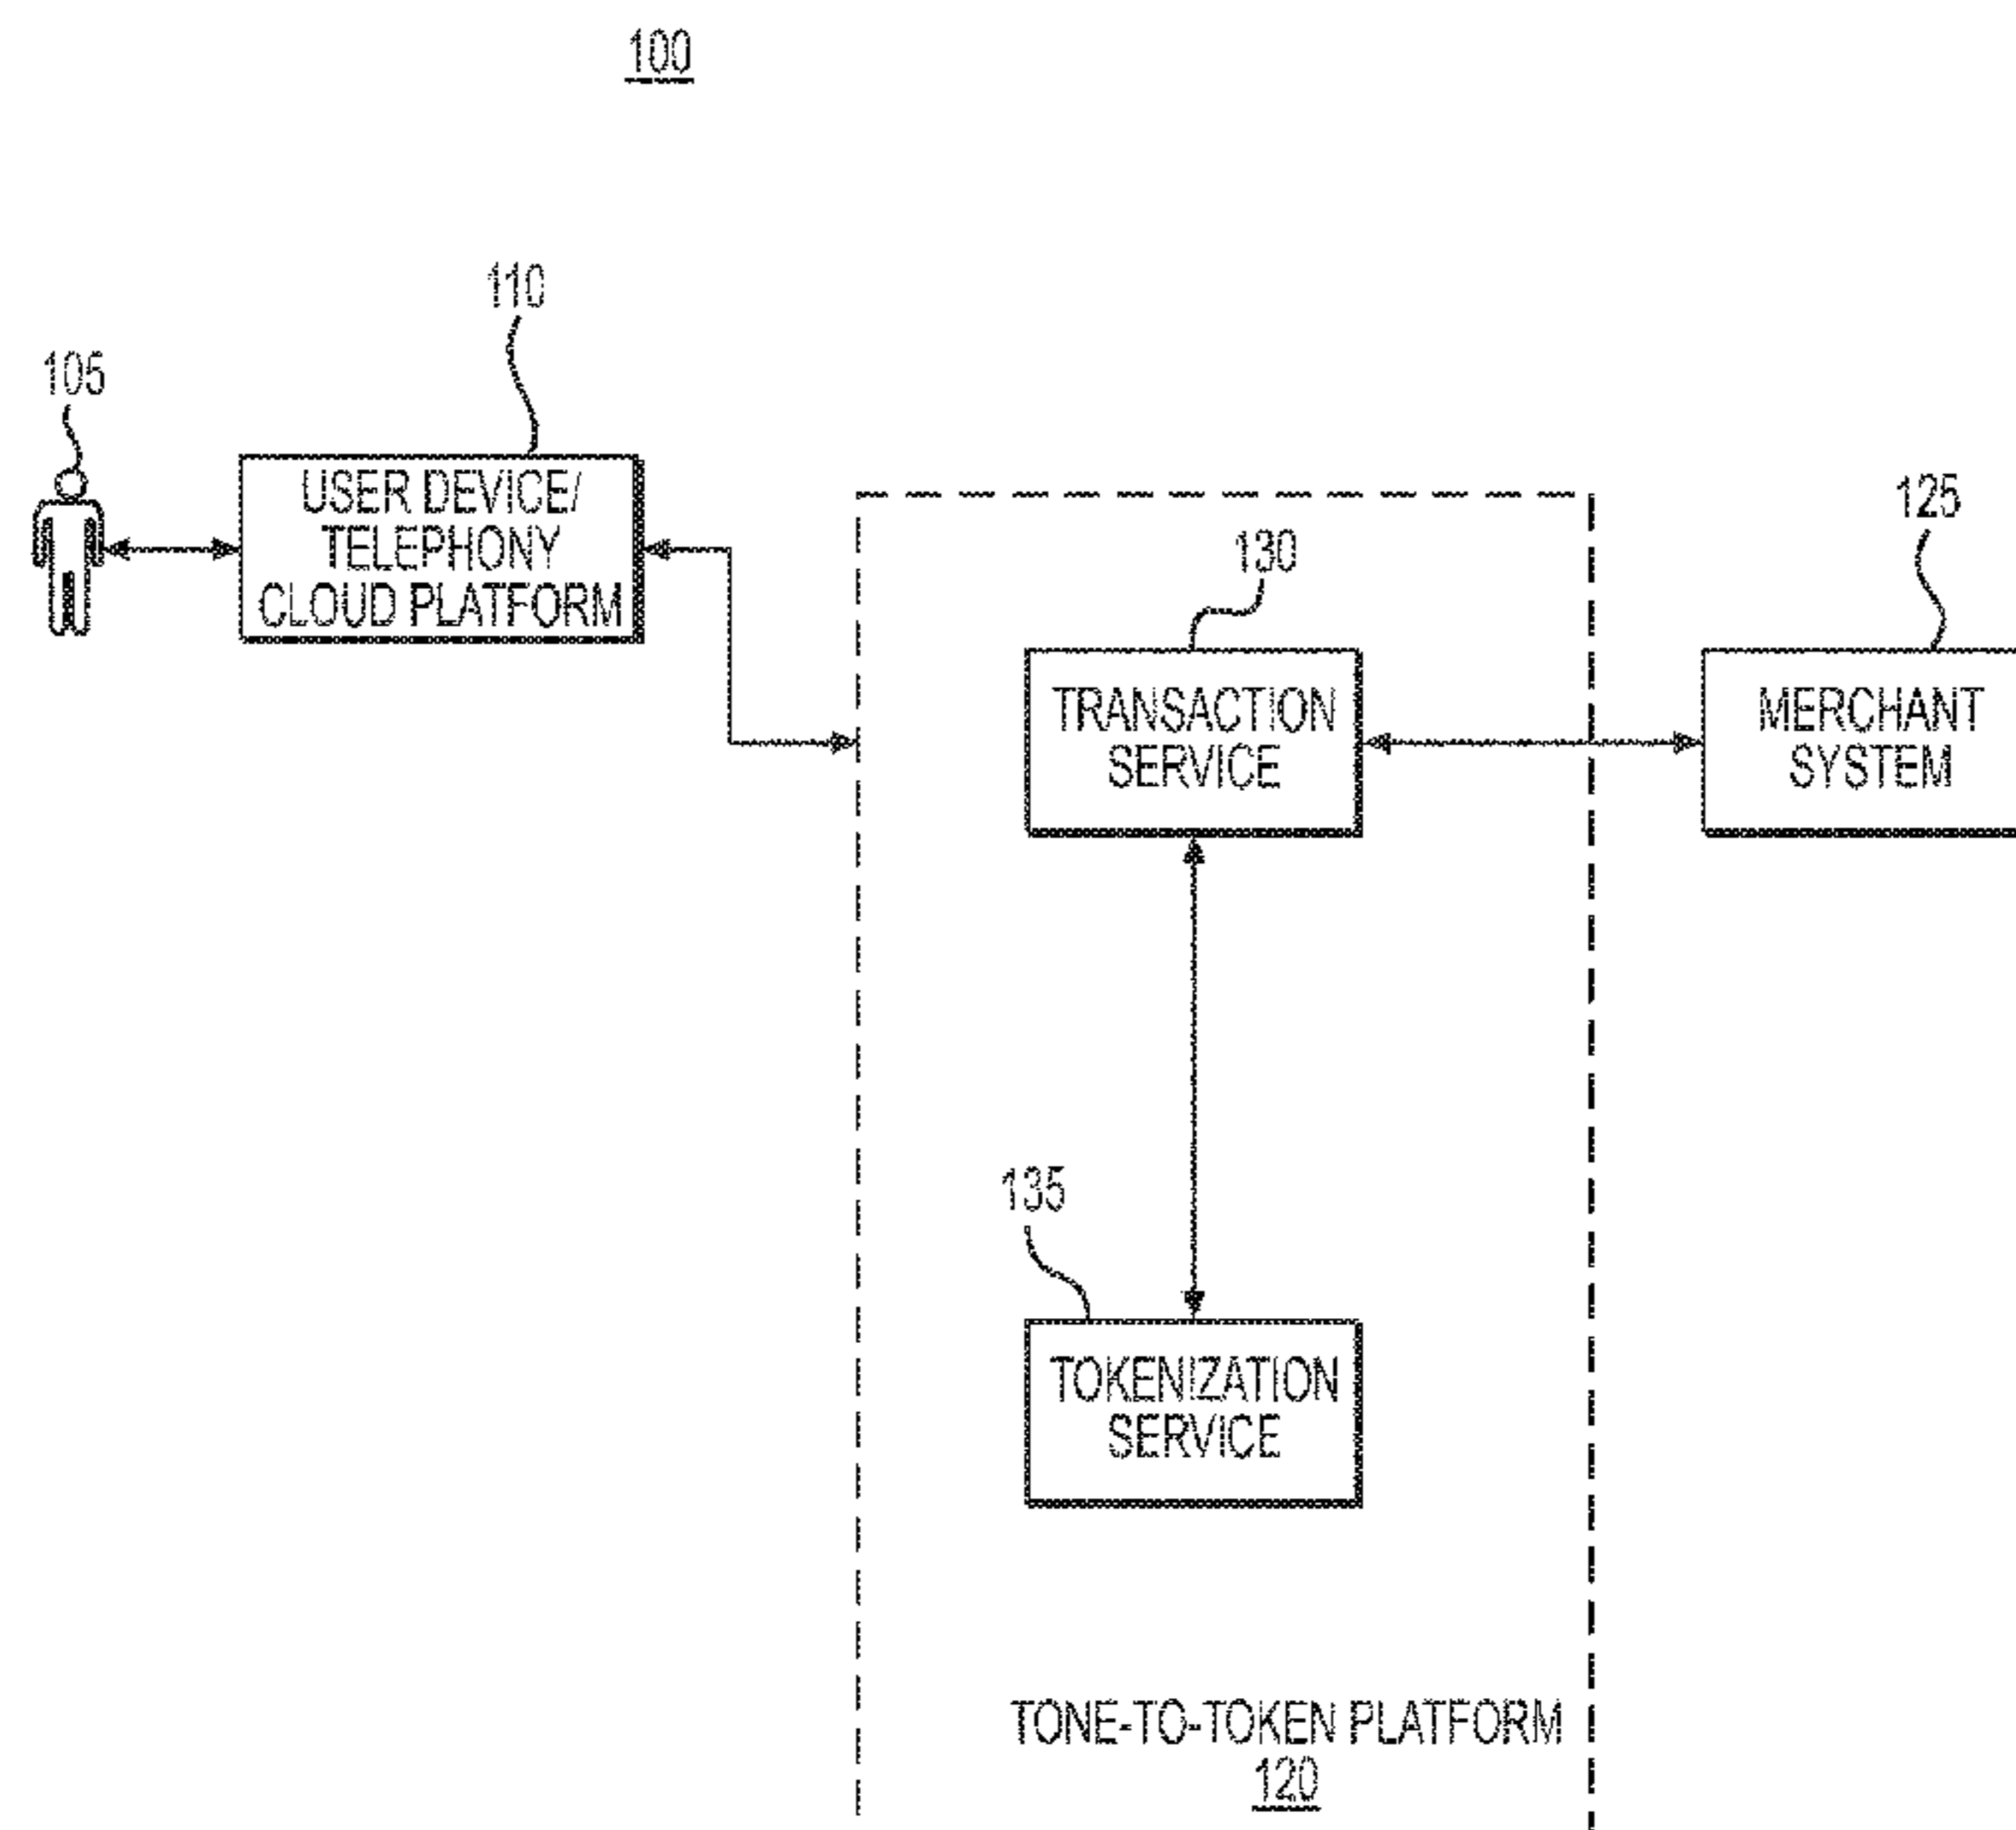 100
110
105
USER DEVICE/
TELEPHONY
CLOUD PLATFORM
125
130
TRANSACTION
SERVICE
MERCHANT
SYSTEM
135
TOKENIZATION
SERVICE
TONE-TO-TOKEN PLATFORM
120